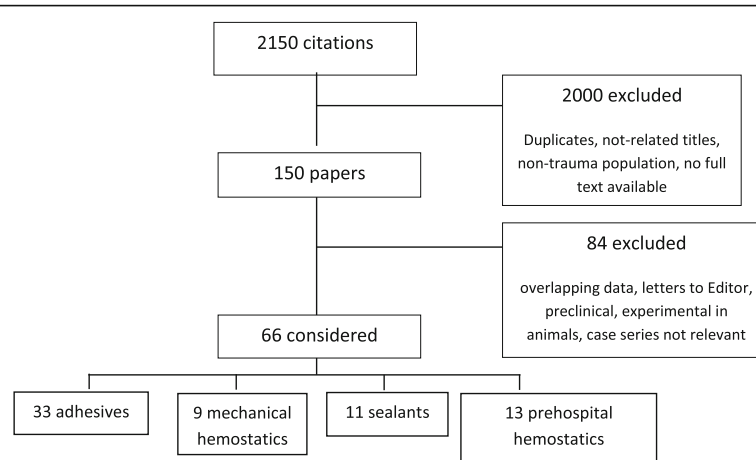 2150 citations
2000 excluded
Duplicates, not-related titles,
non-trauma population, no full
text available
150 papers
84 excluded
overlapping data, letters to Editor,
preclinical, experimental in
animals, case series not relevant
66 considered
33 adhesives
9 mechanical
hemostatics
11 sealants
13 prehospital
hemostatics